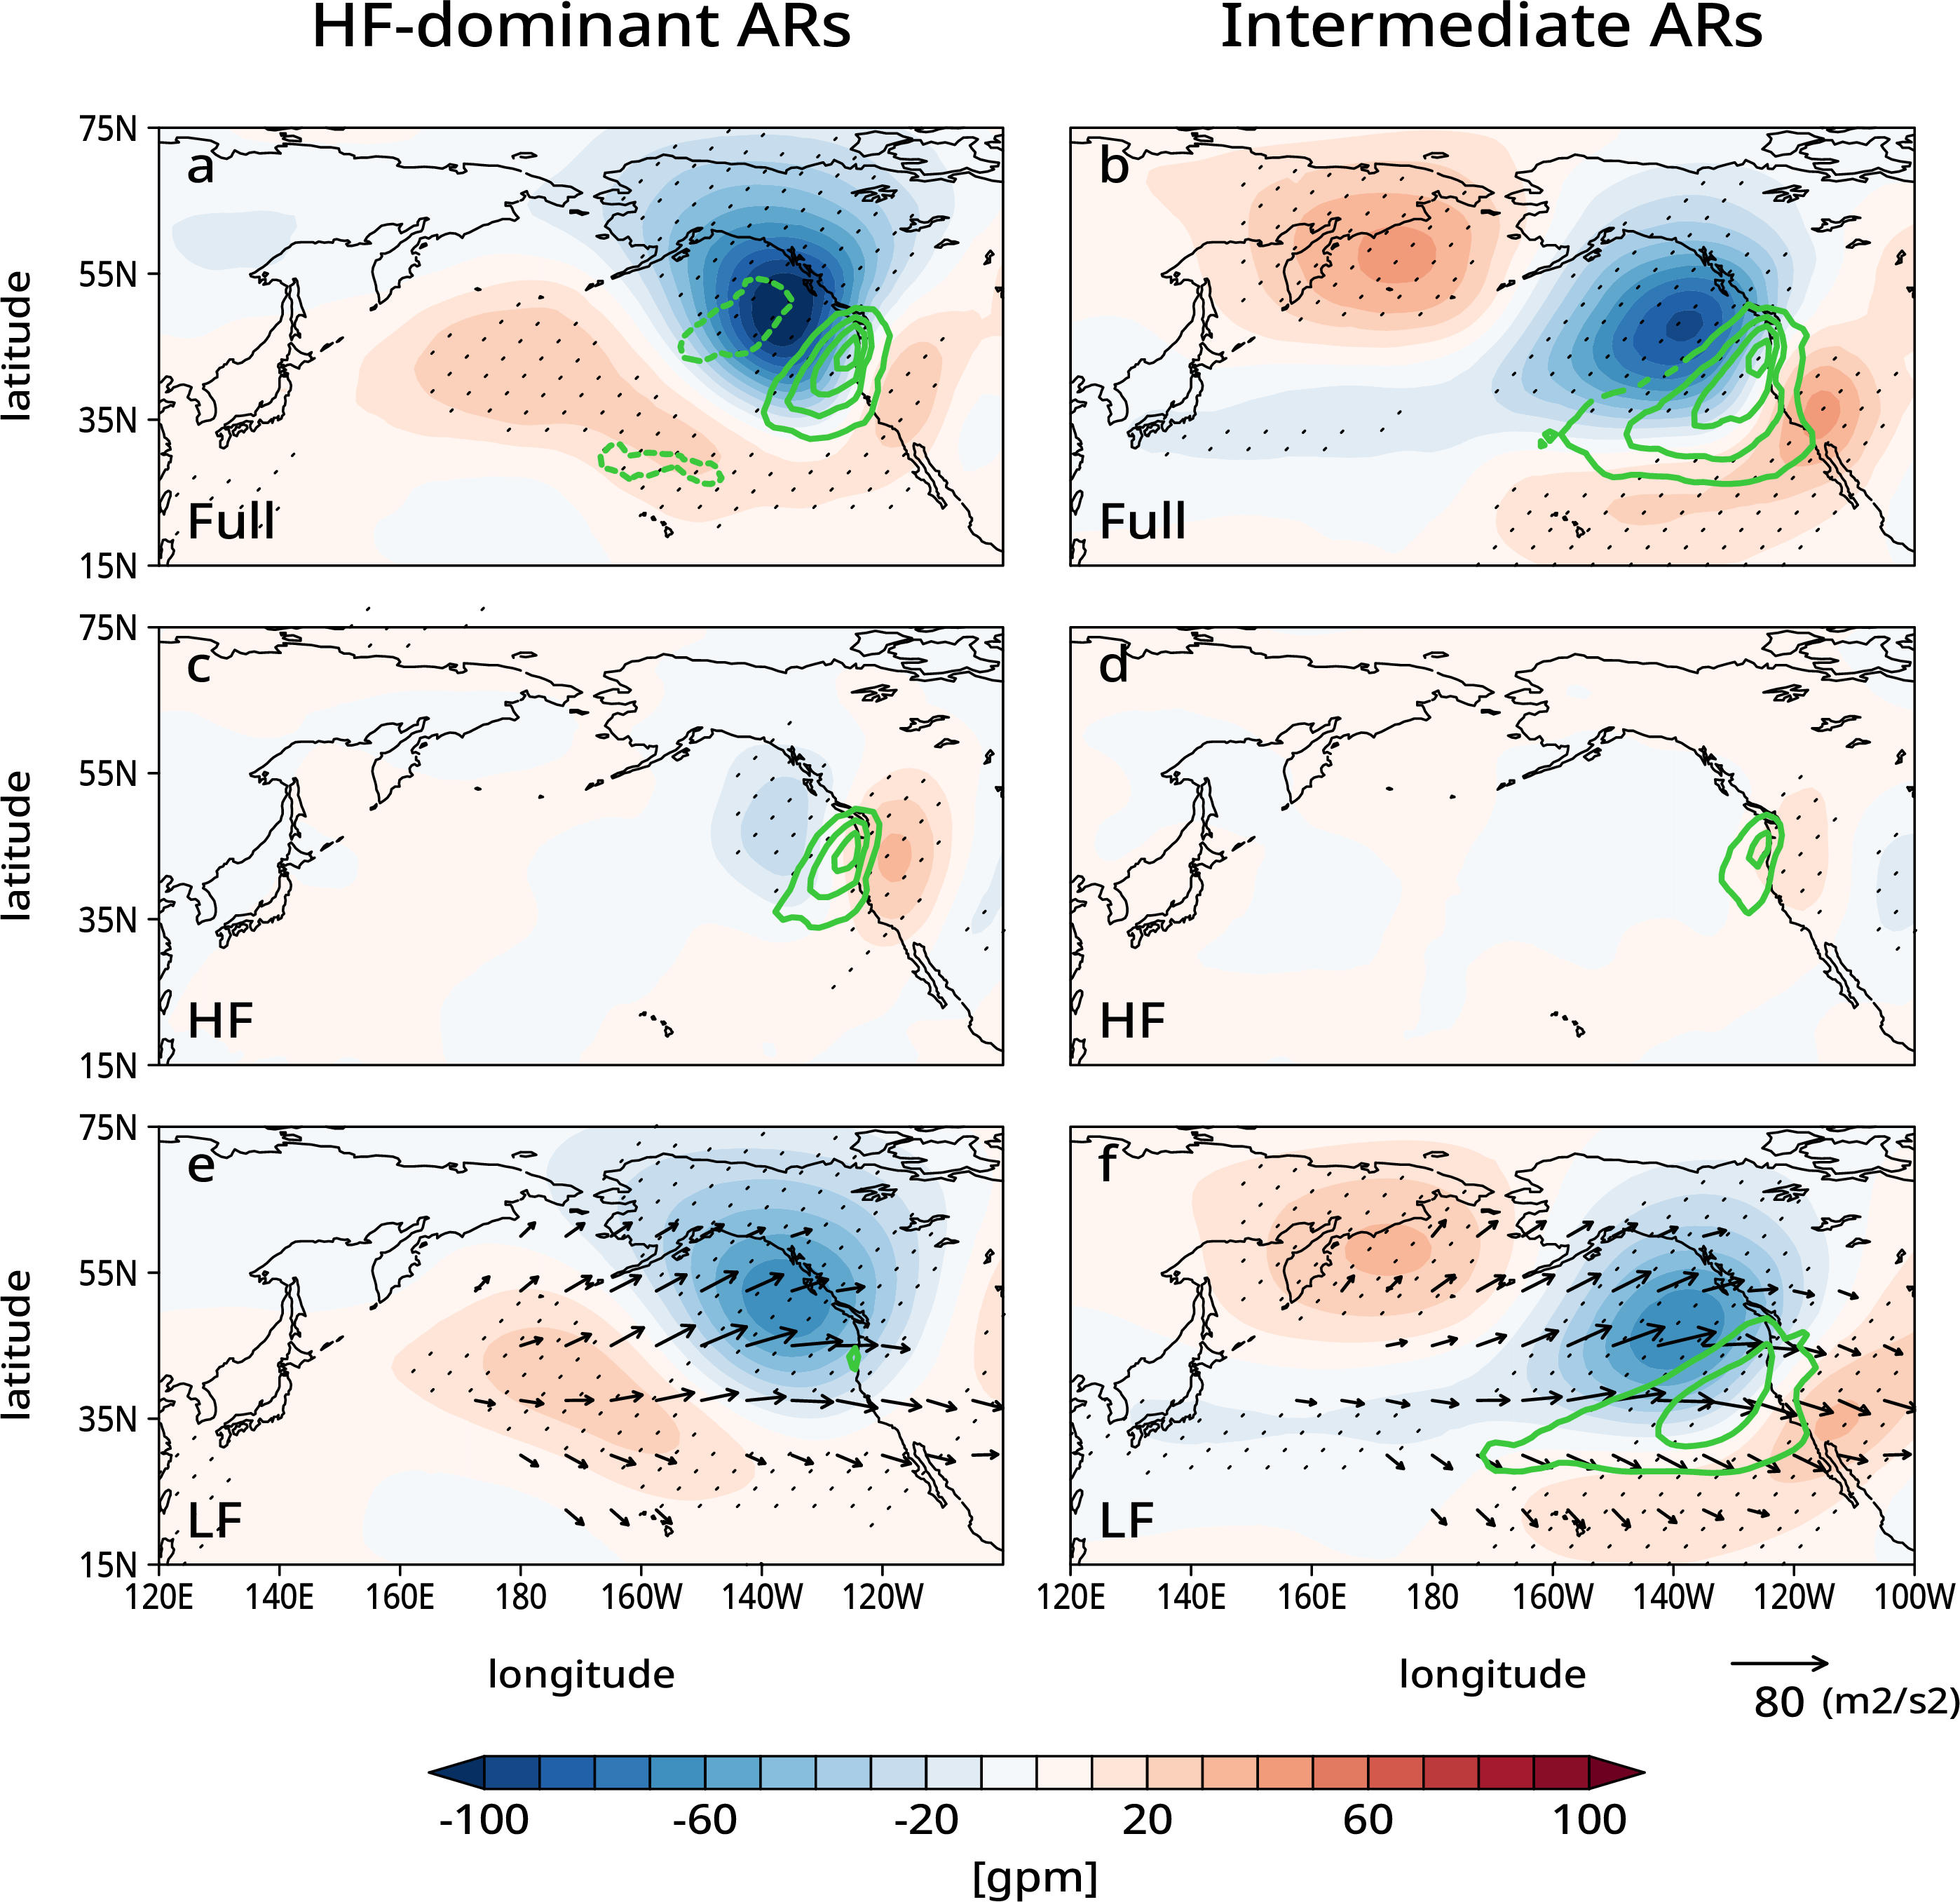 HF-dominant ARs
Intermediate ARs
75N
a
b
55N
latitude
35N
Full
Full
15N
75N
c
d
55N
latitude
35N
HF
HF
15N
75N
e
f
55N
latitude
35N
LF
LF
15N
120E 140E 160E 180 160W 140W 120W
120E 140E 160E 180 160W 140W 120W 100W
longitude
longitude
80 (m2/s2)
-100 -60 -20 20 60 100
[gpm]